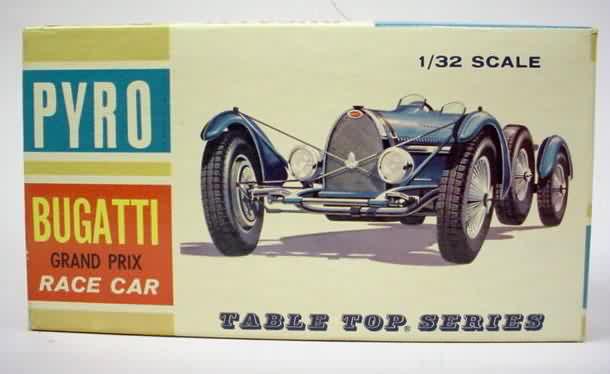 PYRO
BUGATTI
GRAND PRIX
RACE CAR
1/32 SCALE
TABLE TOP® SERIES